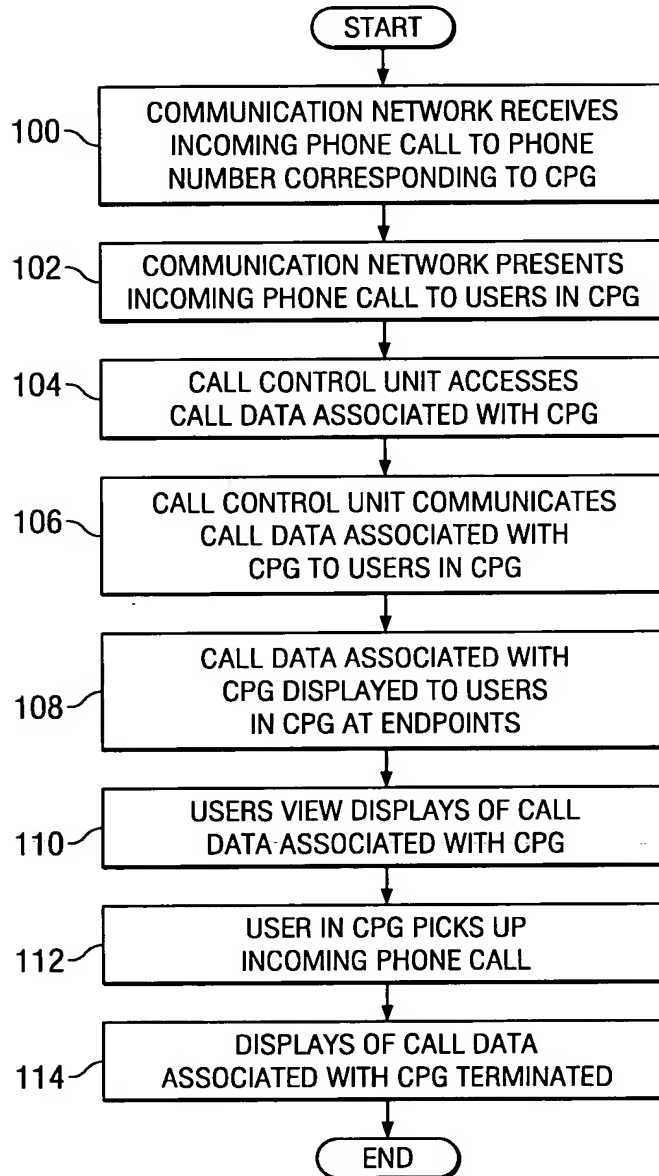 START
100
COMMUNICATION NETWORK RECEIVES
INCOMING PHONE CALL TO PHONE
NUMBER CORRESPONDING TO CPG
102
COMMUNICATION NETWORK PRESENTS
INCOMING PHONE CALL TO USERS IN CPG
104
CALL CONTROL UNIT ACCESSES
CALL DATA ASSOCIATED WITH CPG
106
CALL CONTROL UNIT COMMUNICATES
CALL DATA ASSOCIATED WITH
CPG TO USERS IN CPG
108
CALL DATA ASSOCIATED WITH
CPG DISPLAYED TO USERS
IN CPG AT ENDPOINTS
110
USERS VIEW DISPLAYS OF CALL
DATA ASSOCIATED WITH CPG
112
USER IN CPG PICKS UP
INCOMING PHONE CALL
114
DISPLAYS OF CALL DATA
ASSOCIATED WITH CPG TERMINATED
END